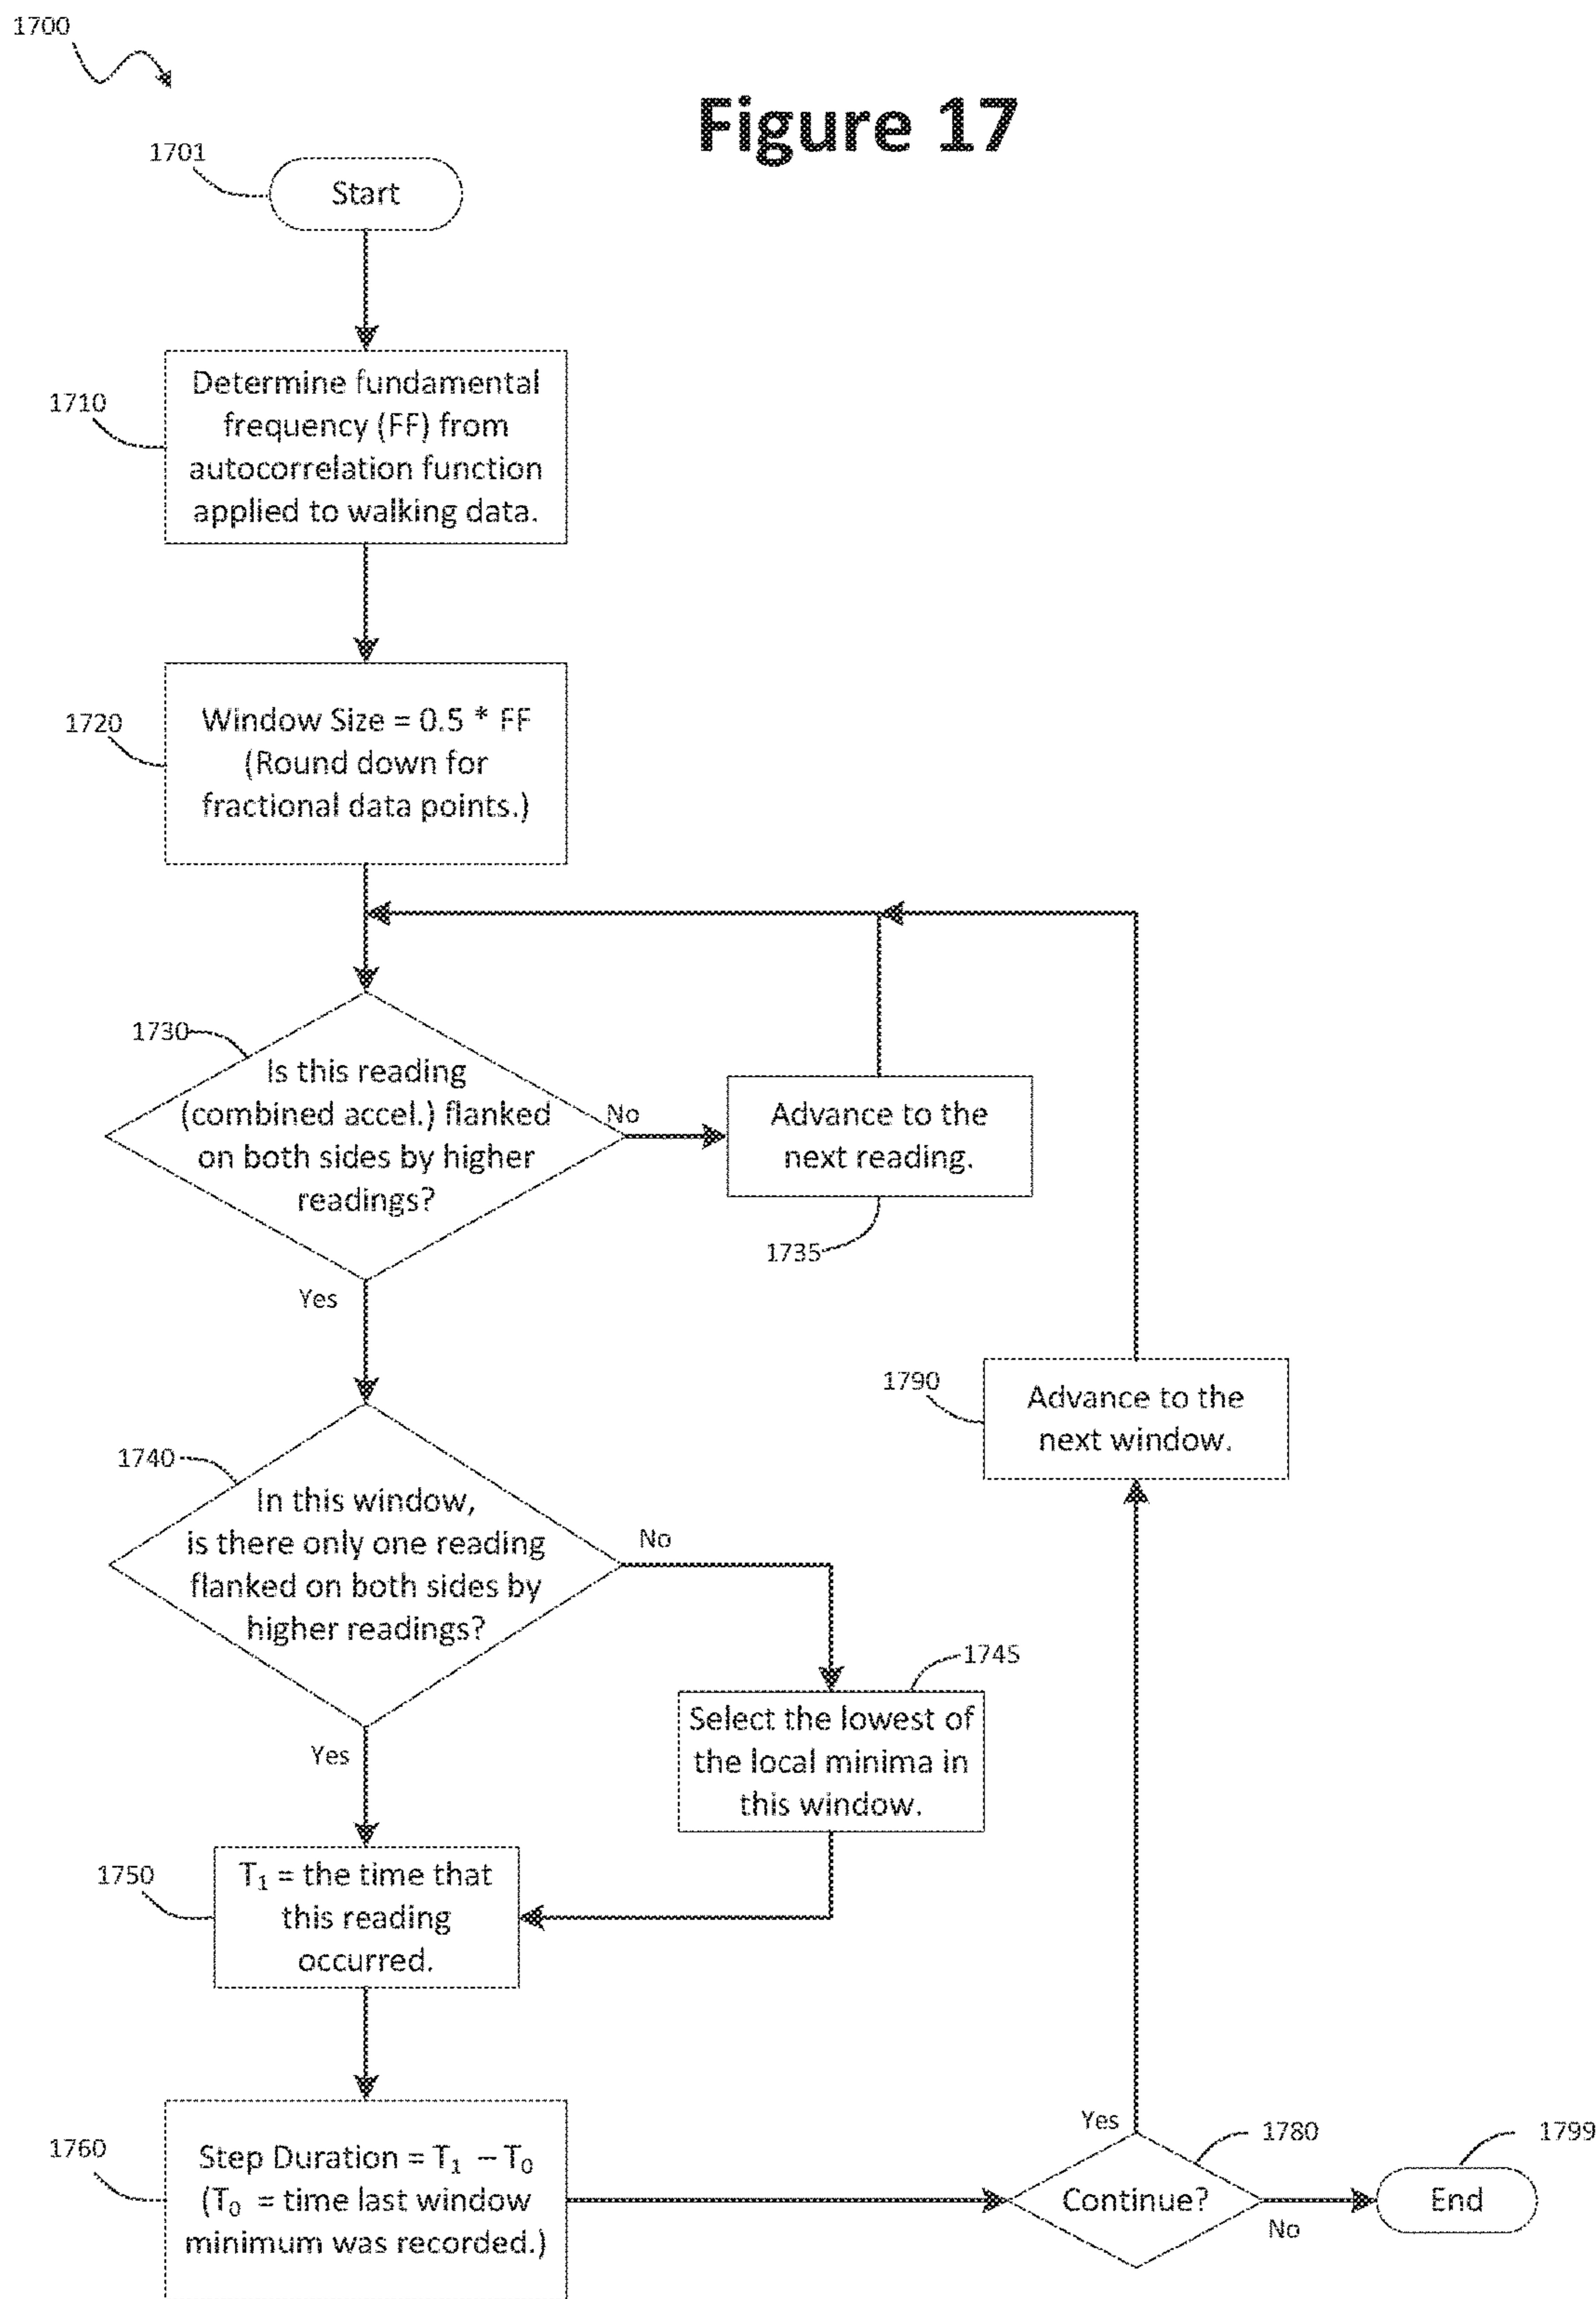 1700
Figure 17
1701
Start
1710
Determine fundamental
frequency (FF) from
autocorrelation function
applied to walking data.
1720
Window Size = 0.5 * FF
(Round down for
fractional data points.)
1730
Is this reading
(combined accel.) flanked
on both sides by higher
readings?
No
Advance to the
next reading.
1735
Yes
1790
Advance to the
next window.
1740
In this window,
is there only one reading
flanked on both sides by
higher readings?
No
1745
Select the lowest of
the local minima in
this window.
Yes
1750
T₁ = the time that
this reading
occurred.
1760
Step Duration = T₁ – T₀
(T₀ = time last window
minimum was recorded.)
Yes
1780
Continue?
No
1799
End